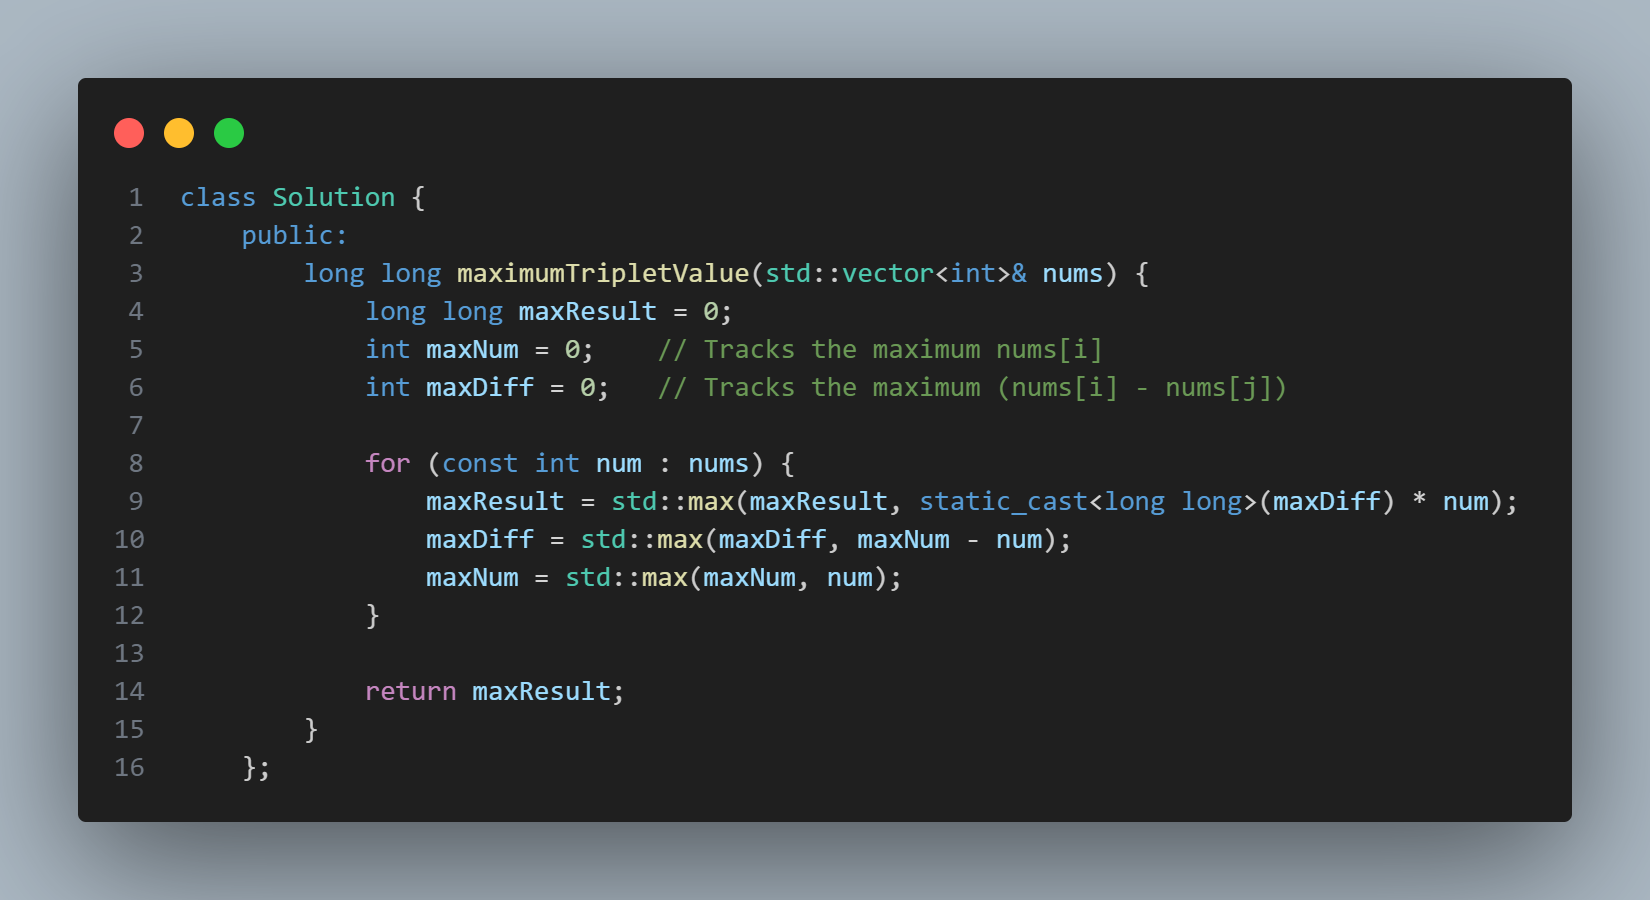 1 class Solution {
2     public:
3         long long maximumTripletValue(std::vector<int>& nums) {
4             long long maxResult = 0;
5             int maxNum = 0;    // Tracks the maximum nums[i]
6             int maxDiff = 0;   // Tracks the maximum (nums[i] - nums[j])
7
8             for (const int num : nums) {
9                 maxResult = std::max(maxResult, static_cast<long long>(maxDiff) * num);
10                 maxDiff = std::max(maxDiff, maxNum - num);
11                 maxNum = std::max(maxNum, num);
12             }
13
14             return maxResult;
15         }
16     };